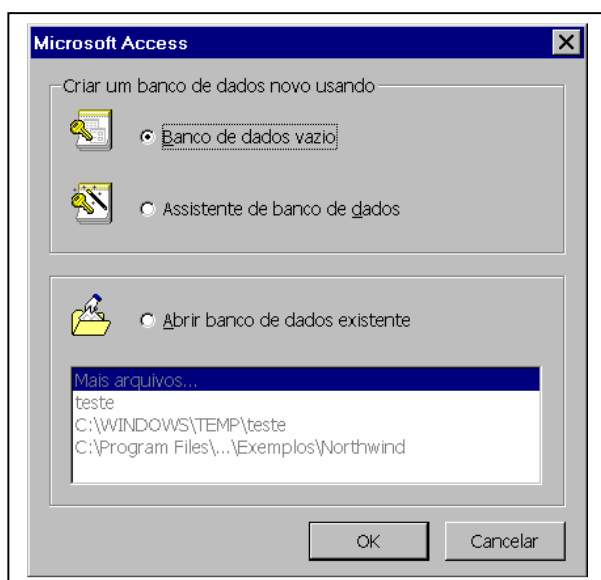 Microsoft Access
Criar um banco de dados novo usando
Banco de dados vazio
Assistente de banco de dados
Abrir banco de dados existente
Mais arquivos...
teste
C:\WINDOWS\TEMP\teste
C:\Program Files\...\Exemplos\Northwind
OK Cancelar